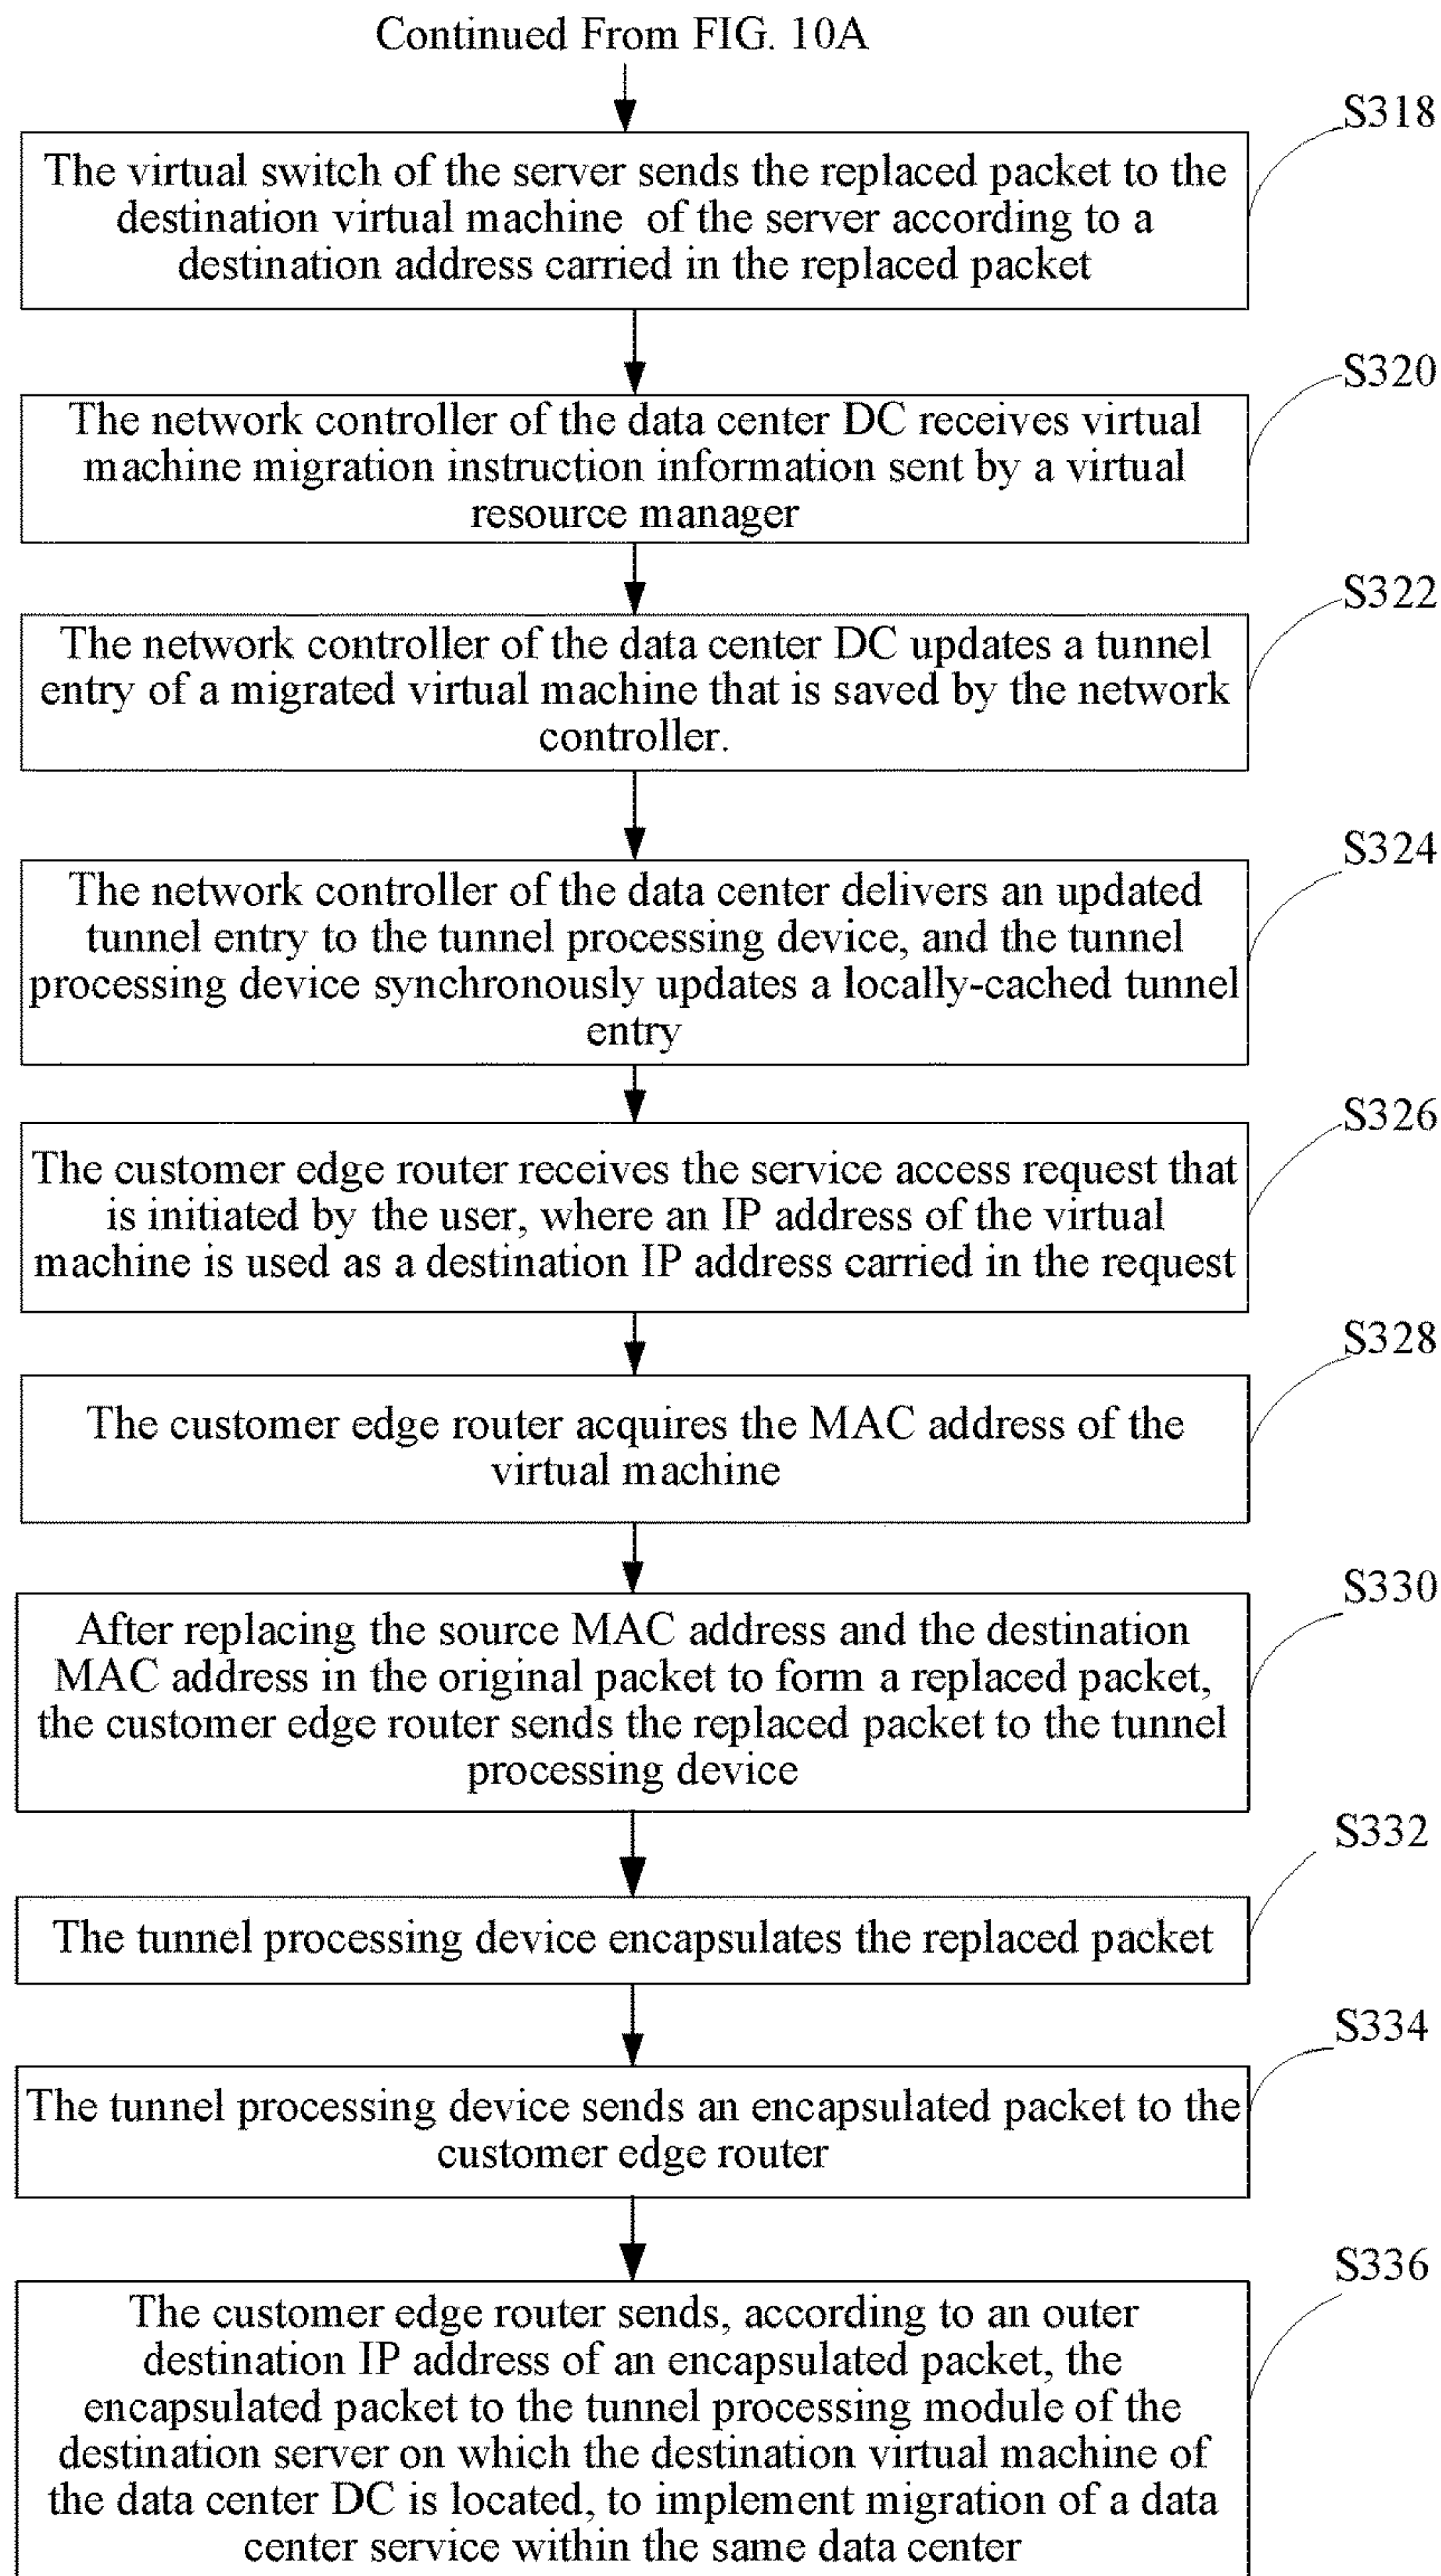 Continued From FIG. 10A
S318
The virtual switch of the server sends the replaced packet to the
destination virtual machine of the server according to a
destination address carried in the replaced packet
S320
The network controller of the data center DC receives virtual
machine migration instruction information sent by a virtual
resource manager
S322
The network controller of the data center DC updates a tunnel
entry of a migrated virtual machine that is saved by the network
controller.
S324
The network controller of the data center delivers an updated
tunnel entry to the tunnel processing device, and the tunnel
processing device synchronously updates a locally-cached tunnel
entry
S326
The customer edge router receives the service access request that
is initiated by the user, where an IP address of the virtual
machine is used as a destination IP address carried in the request
S328
The customer edge router acquires the MAC address of the
virtual machine
S330
After replacing the source MAC address and the destination
MAC address in the original packet to form a replaced packet,
the customer edge router sends the replaced packet to the tunnel
processing device
S332
The tunnel processing device encapsulates the replaced packet
S334
The tunnel processing device sends an encapsulated packet to the
customer edge router
S336
The customer edge router sends, according to an outer
destination IP address of an encapsulated packet, the
encapsulated packet to the tunnel processing module of the
destination server on which the destination virtual machine of
the data center DC is located, to implement migration of a data
center service within the same data center